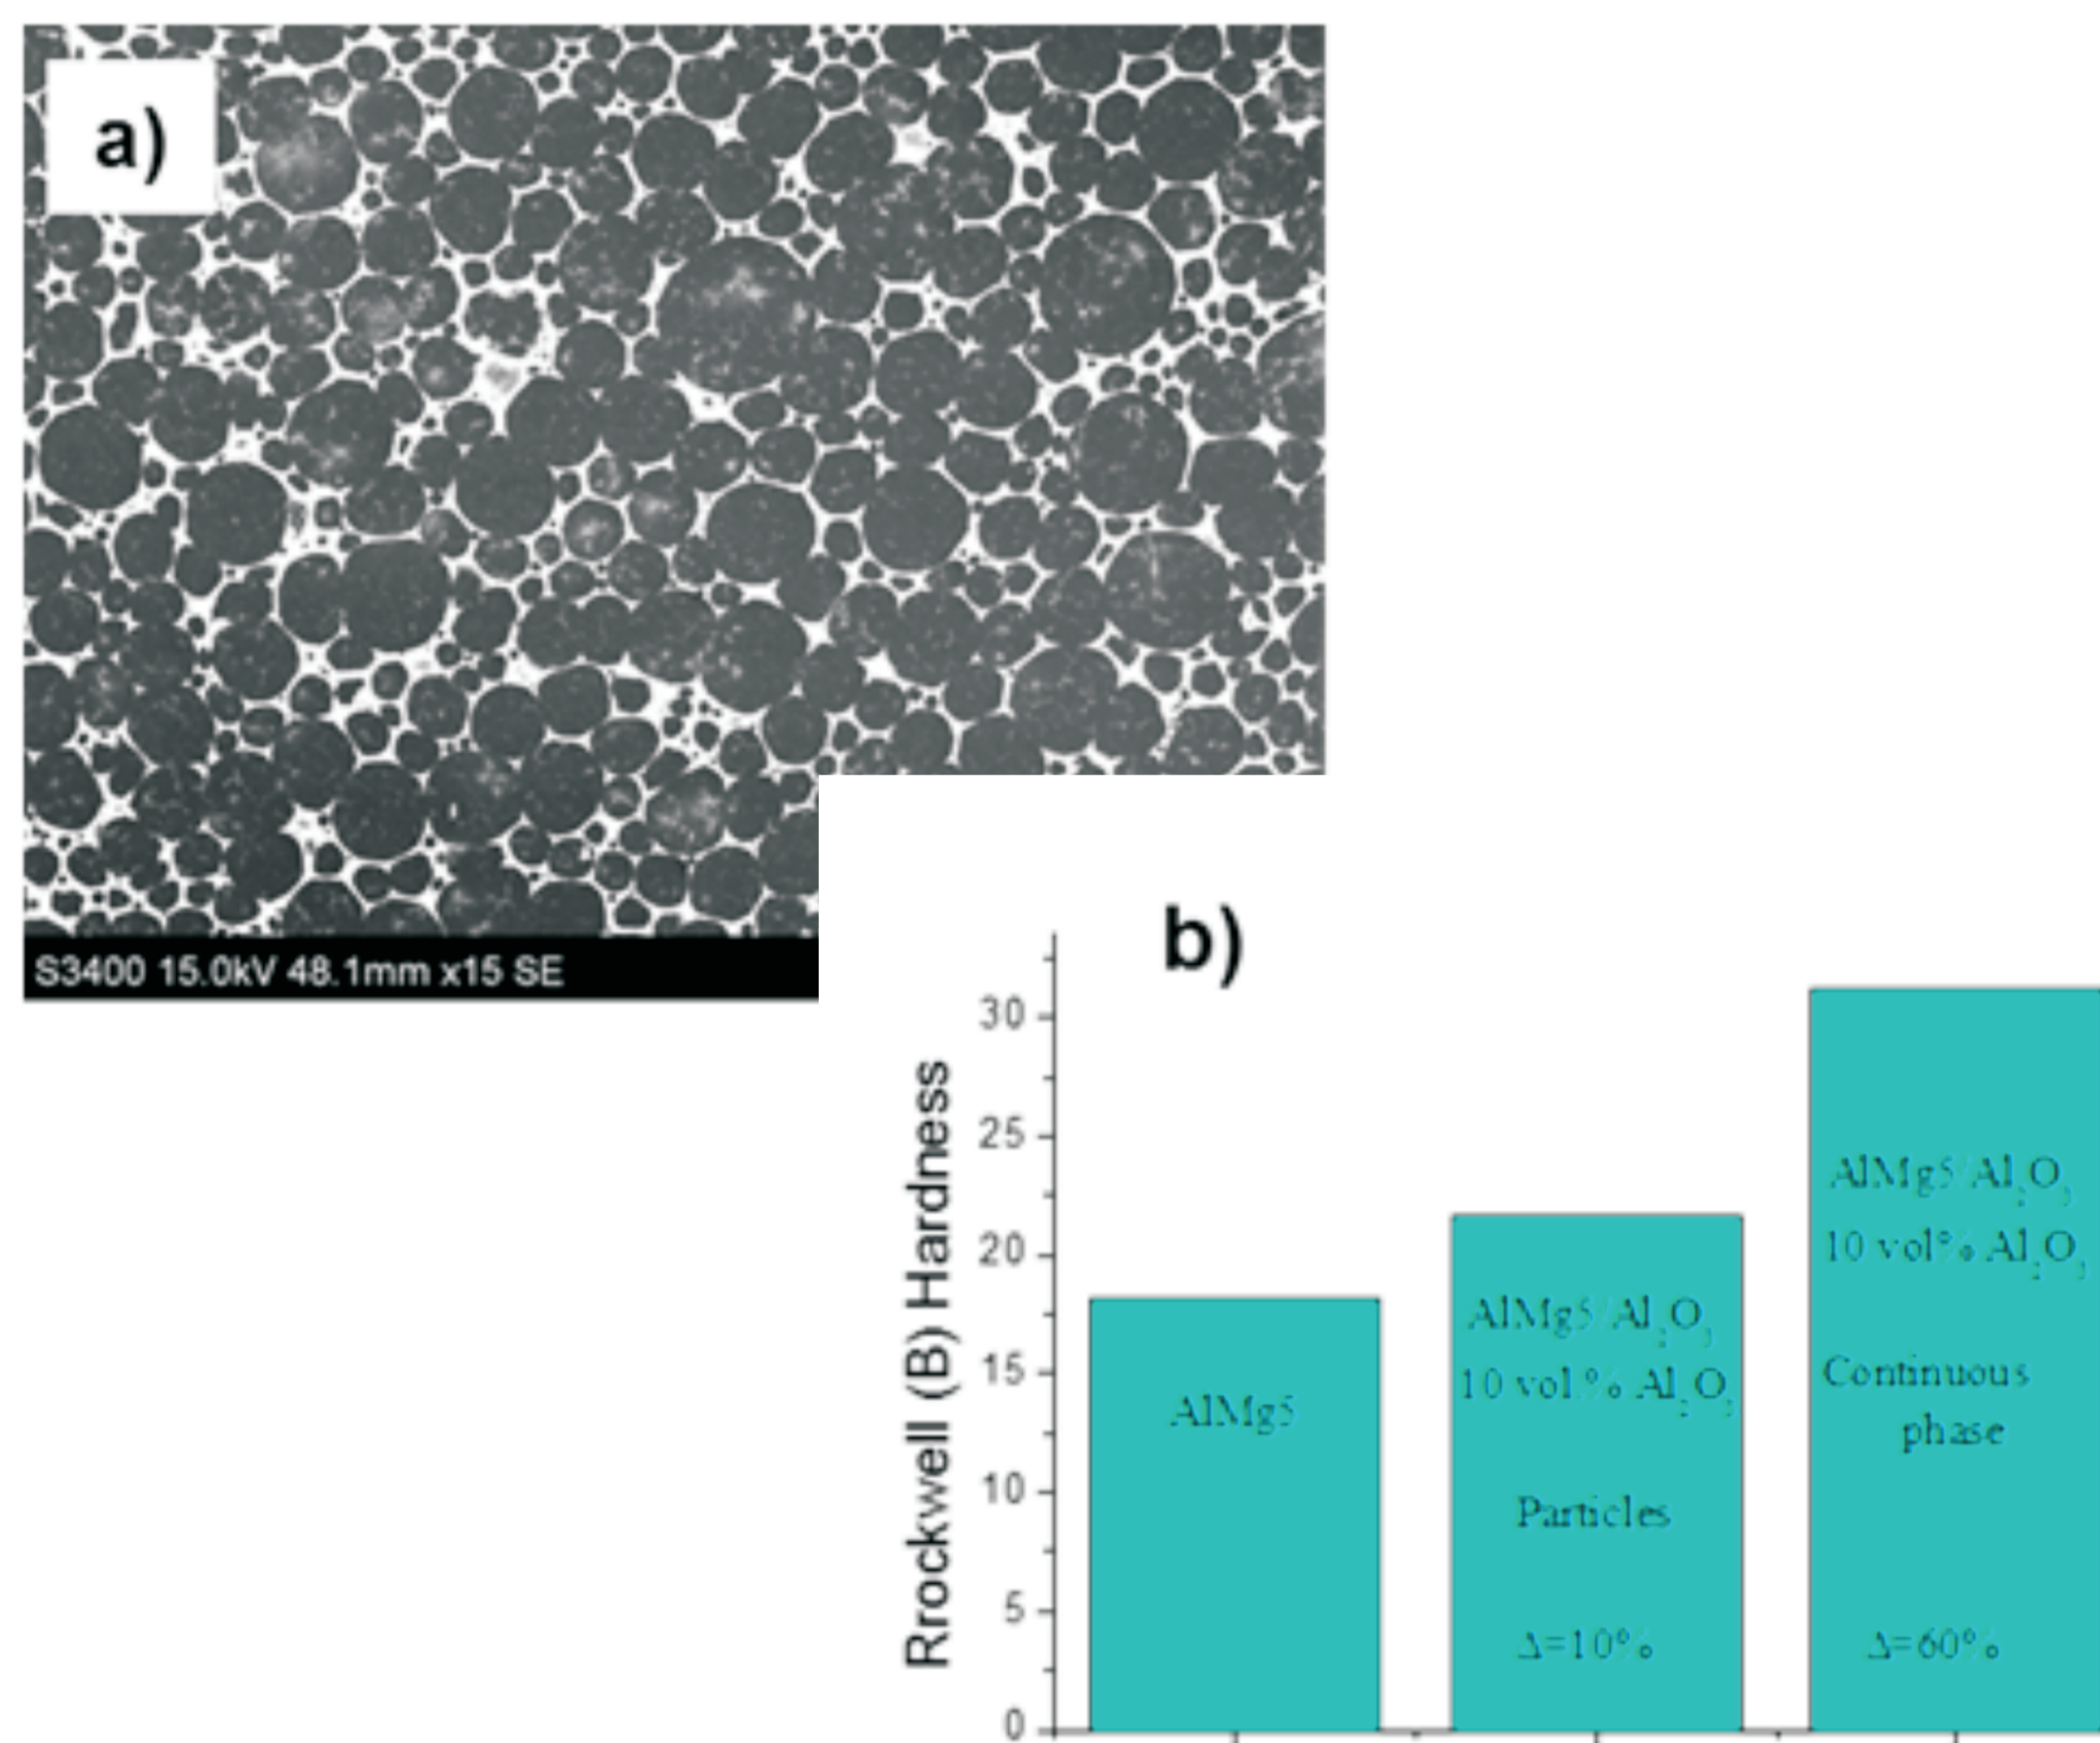 a)
S3400 15.0kV 48.1mm x15 SE
b)
Rrockwell (B) Hardness
30
25
20
15
10
5
0
AlMg5
AlMg5/Al₂O₃
10 vol.% Al₂O₃
Particles
Δ=10%
AlMg5/Al₂O₃
10 vol% Al₂O₃
Continuous
phase
Δ=60%